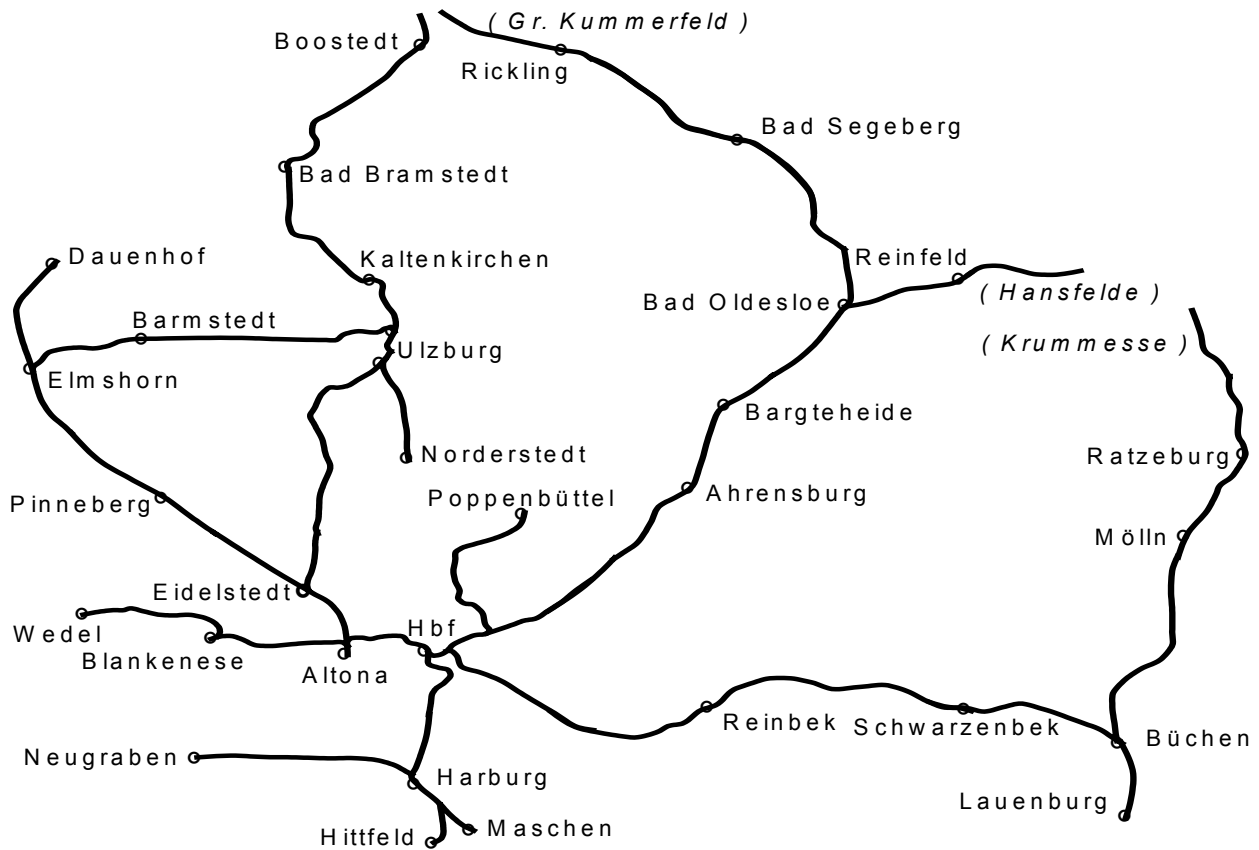 ( Gr. Kummerfeld )
Boostedt
Rickling
Bad Segeberg
Bad Bramstedt
Dauenhof
Kaltenkirchen
Reinfeld
( Hansfelde )
Bad Oldesloe
Barmstedt
( Krummesse )
Ulzburg
Elmshorn
Bargteheide
Norderstedt
Ratzeburg
Poppenbüttel
Ahrensburg
Pinneberg
Mölln
Eidelstedt
Hbf
Wedel
Blankenese
Altona
Reinbek
Schwarzenbek
Büchen
Neugraben
Harburg
Lauenburg
Hittfeld
Maschen